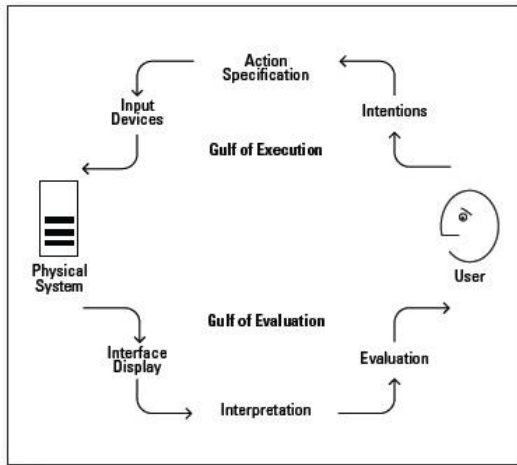 Action
Specification
Input
Devices
Intentions
Gulf of Execution
Physical
System
User
Gulf of Evaluation
Interface
Display
Evaluation
Interpretation